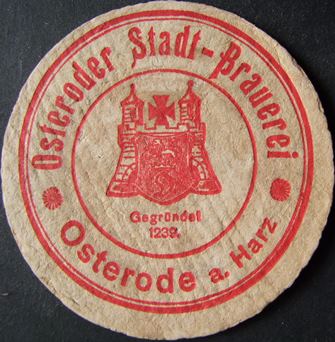 Osteroder Stadt-Brauerei
Gegründet
1239.
Osterode a. Harz